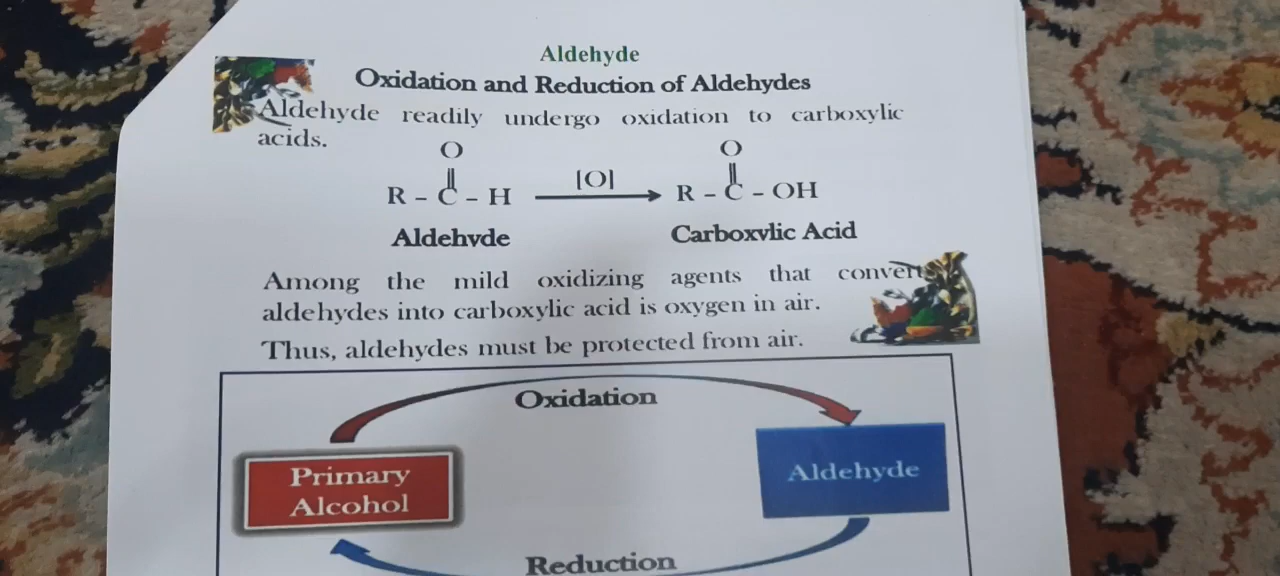 Aldehyde
Oxidation and Reduction of Aldehydes
Aldehyde readily undergo oxidation to carboxylic
acids.
O O
|| ||
R – C – H [O] R – C – OH
Aldehyde Carboxylic Acid
Among the mild oxidizing agents that convert
aldehydes into carboxylic acid is oxygen in air.
Thus, aldehydes must be protected from air.
Oxidation
Primary
Alcohol
Aldehyde
Reduction